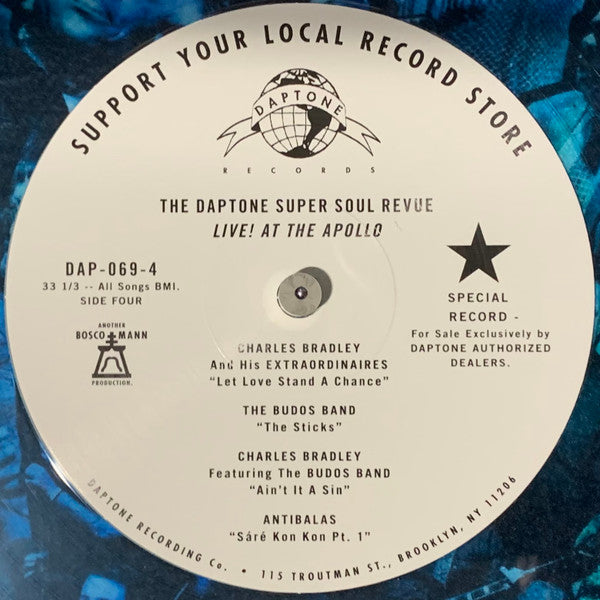 SUPPORT YOUR LOCAL RECORD STORE
DAPTONE
RECORDS
THE DAPTONE SUPER SOUL REVUE
LIVE! AT THE APOLLO
DAP-069-4
33 1/3 -- All Songs BMI.
SIDE FOUR
ANOTHER
BOSCO MANN
PRODUCTION.
SPECIAL
RECORD -
For Sale Exclusively by
DAPTONE AUTHORIZED
DEALERS.
CHARLES BRADLEY
And His EXTRAORDINAIRES
"Let Love Stand A Chance"
THE BUDOS BAND
"The Sticks"
CHARLES BRADLEY
Featuring The BUDOS BAND
"Ain't It A Sin"
ANTIBALAS
"Sáré Kon Kon Pt. 1"
DAPTONE RECORDING Co. • 115 TROUTMAN ST., BROOKLYN, NY 11206